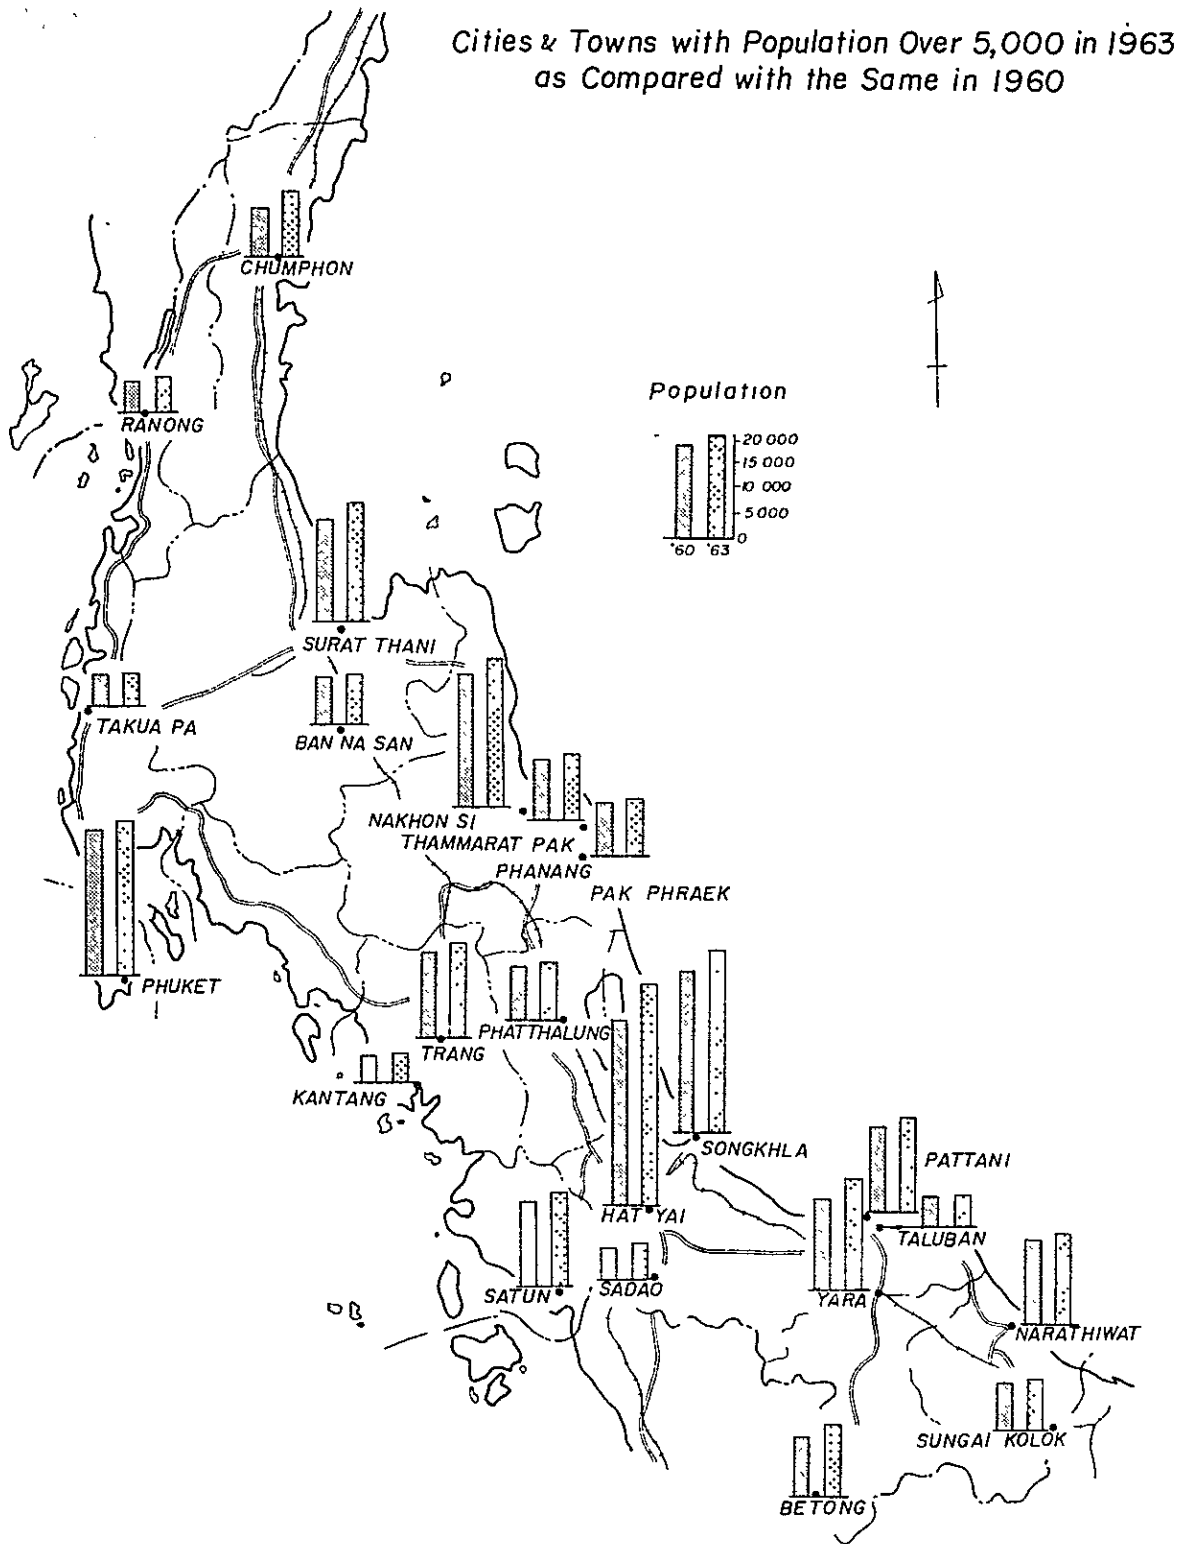 Cities & Towns with Population Over 5,000 in 1963
as Compared with the Same in 1960
CHUMPHON
Population
RANONG
20 000
15 000
10 000
5 000
0
'60 '63
SURAT THANI
TAKUA PA
BAN NA SAN
NAKHON SI
THAMMARAT PAK
PHANANG
PAK PHRAEK
PHUKET
TRANG
PHATTHALUNG
KANTANG
SONGKHLA
PATTANI
HAT YAI
TALUBAN
SATUN
SADAO
YARA
NARATHIWAT
SUNGAI KOLOK
BETONG